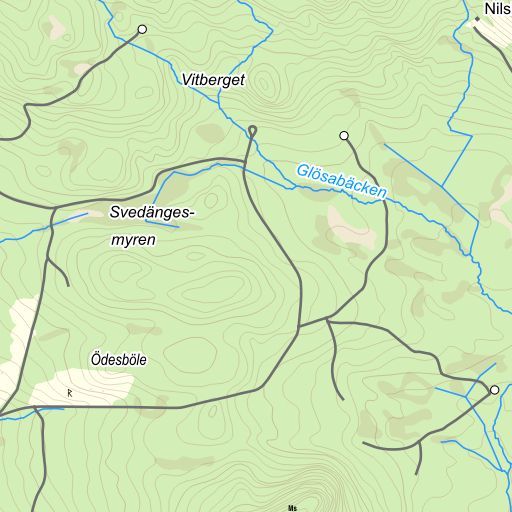 Nils
Vitberget
Glösabäcken
Svedänges-
myren
Ödesböle
R
Ms